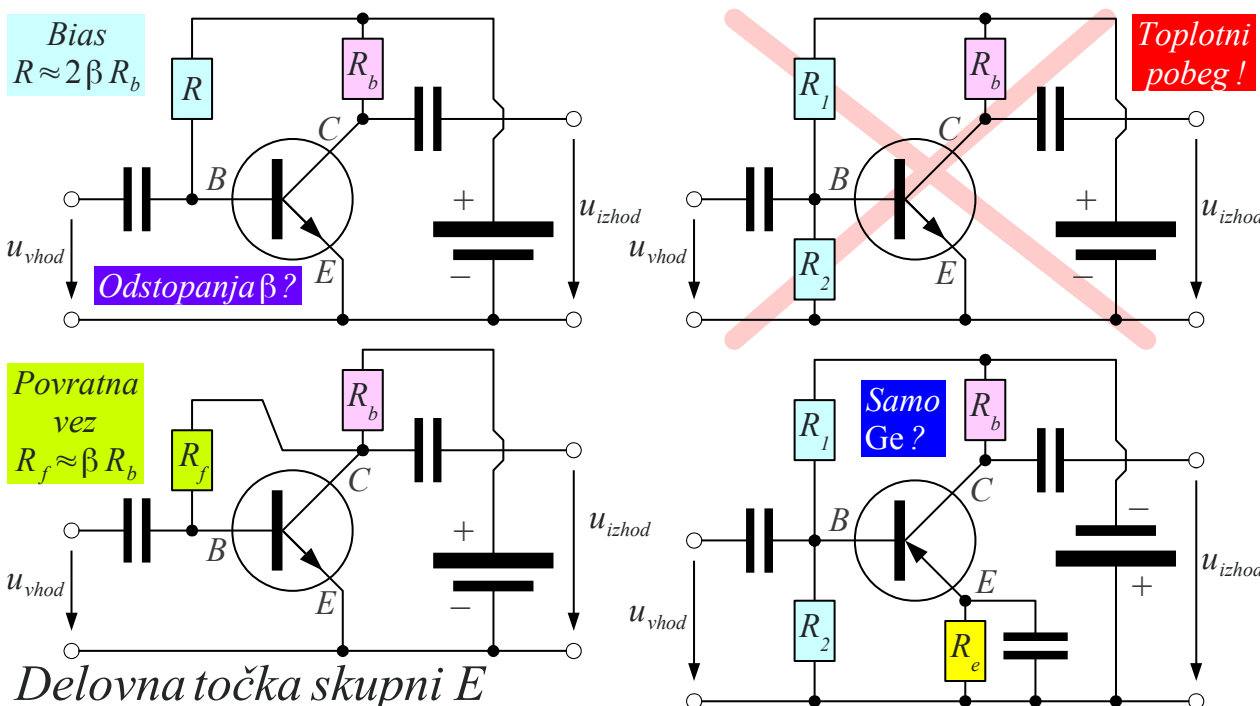 Bias
R ≈ 2 β R_b
R
R_b
C
B
E
+
−
u_vhod
u_izhod
Odstopanja β ?
Toplotni
pobeg !
R_1
R_b
C
B
R_2
E
+
−
u_vhod
u_izhod
Povratna
vez
R_f ≈ β R_b
R_f
R_b
C
B
E
+
−
u_vhod
u_izhod
Samo
Ge ?
R_1
R_b
C
B
E
R_2
R_e
−
+
u_vhod
u_izhod
Delovna točka skupni E